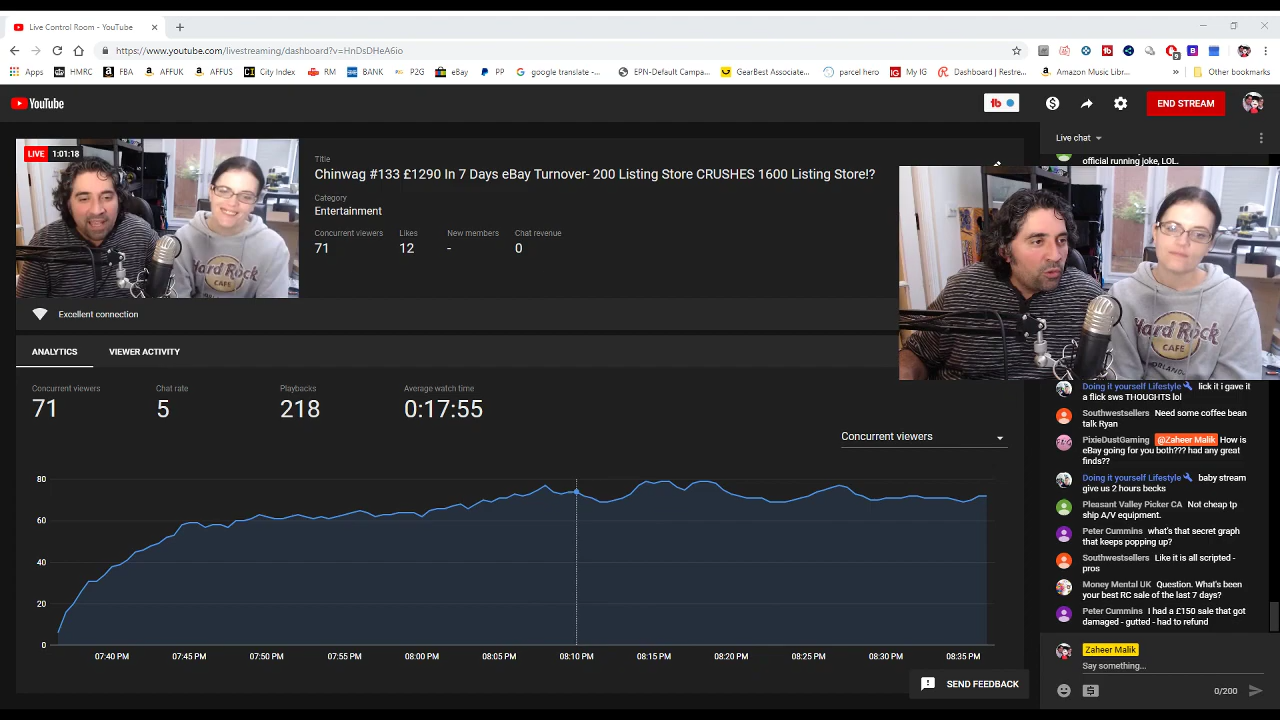 Live Control Room - YouTube
https://www.youtube.com/livestreaming/dashboard?v=HnDsDHeA6io
Apps HMRC FBA AFFUK AFFUS City Index RM BANK P2G eBay PP google translate -... EPN-Default Campa... GearBest Associate... parcel hero My IG Dashboard | Restre... Amazon Music Libr... » Other bookmarks
YouTube
END STREAM
Live chat
official running joke, LOL.
LIVE 1:01:18
Title
Chinwag #133 £1290 In 7 Days eBay Turnover- 200 Listing Store CRUSHES 1600 Listing Store!?
Category
Entertainment
Concurrent viewers Likes New members Chat revenue
71 12 - 0
Excellent connection
ANALYTICS VIEWER ACTIVITY
Concurrent viewers Chat rate Playbacks Average watch time
71 5 218 0:17:55
Concurrent viewers
80
60
40
20
0
07:40 PM 07:45 PM 07:50 PM 07:55 PM 08:00 PM 08:05 PM 08:10 PM 08:15 PM 08:20 PM 08:25 PM 08:30 PM 08:35 PM
SEND FEEDBACK
Hard Rock
CAFE
Hard Rock
CAFE
Doing it yourself Lifestyle lick it i gave it
a flick sws THOUGHTS lol
Southwestsellers Need some coffee bean
talk Ryan
PixieDustGaming @Zaheer Malik How is
eBay going for you both??? had any great
finds??
Doing it yourself Lifestyle baby stream
give us 2 hours becks
Pleasant Valley Picker CA Not cheap tp
ship A/V equipment.
Peter Cummins what's that secret graph
that keeps popping up?
Southwestsellers Like it is all scripted -
pros
Money Mental UK Question. What's been
your best RC sale of the last 7 days?
Peter Cummins I had a £150 sale that got
damaged - gutted - had to refund
Zaheer Malik
Say something...
0/200